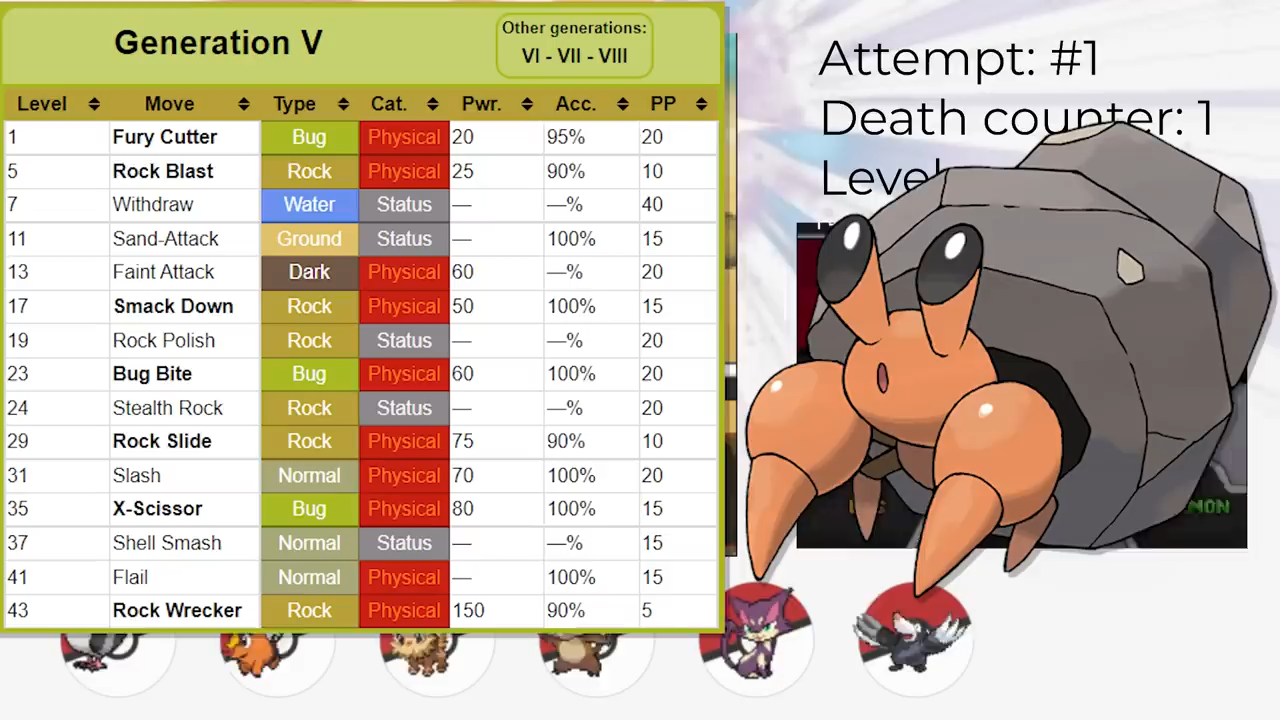 Generation V
Other generations:
VI - VII - VIII
Level Move Type Cat. Pwr. Acc. PP
1 Fury Cutter Bug Physical 20 95% 20
5 Rock Blast Rock Physical 25 90% 10
7 Withdraw Water Status — —% 40
11 Sand-Attack Ground Status — 100% 15
13 Faint Attack Dark Physical 60 —% 20
17 Smack Down Rock Physical 50 100% 15
19 Rock Polish Rock Status — —% 20
23 Bug Bite Bug Physical 60 100% 20
24 Stealth Rock Rock Status — —% 20
29 Rock Slide Rock Physical 75 90% 10
31 Slash Normal Physical 70 100% 20
35 X-Scissor Bug Physical 80 100% 15
37 Shell Smash Normal Status — —% 15
41 Flail Normal Physical — 100% 15
43 Rock Wrecker Rock Physical 150 90% 5
Attempt: #1
Death counter: 1
Level